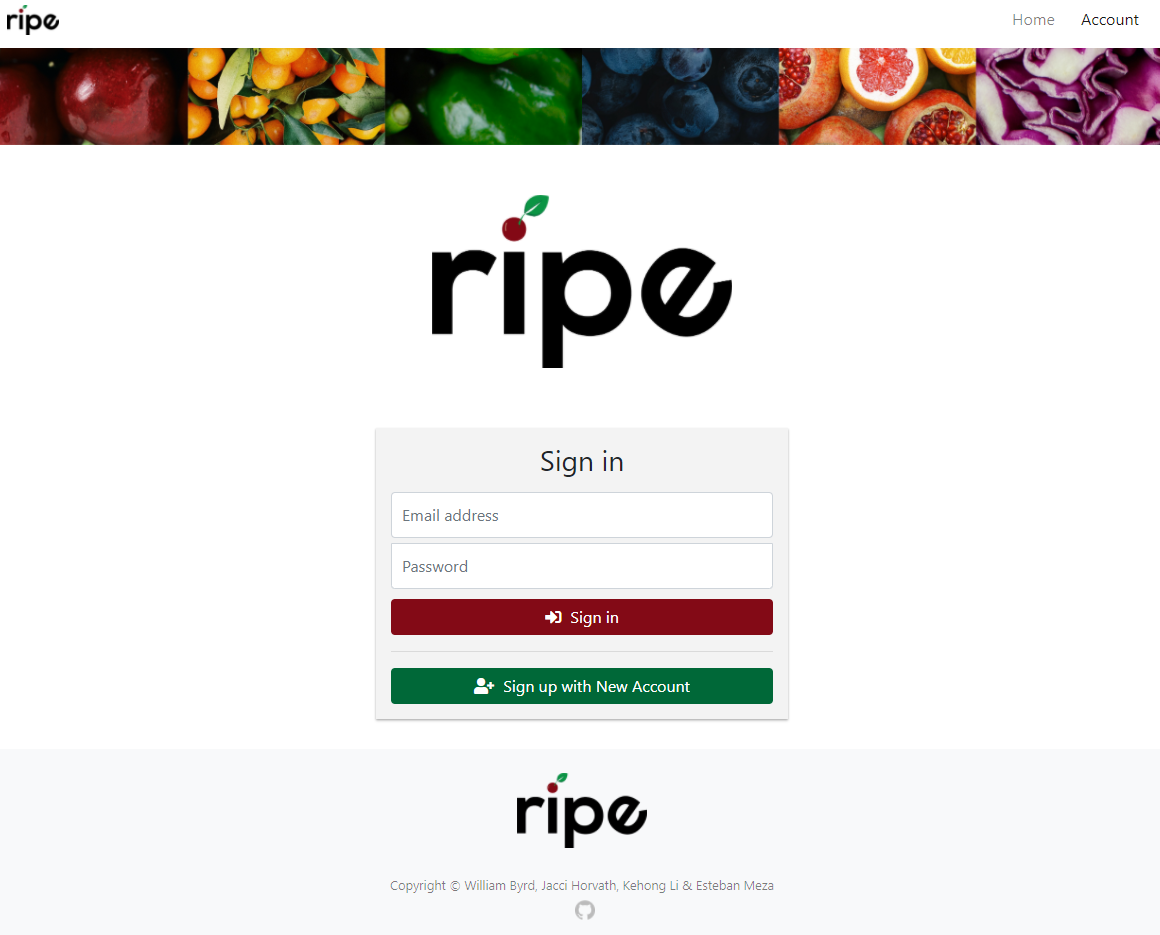 ripe
Home
Account
ripe
Sign in
Email address
Password
Sign in
Sign up with New Account
ripe
Copyright © William Byrd, Jacci Horvath, Kehong Li & Esteban Meza